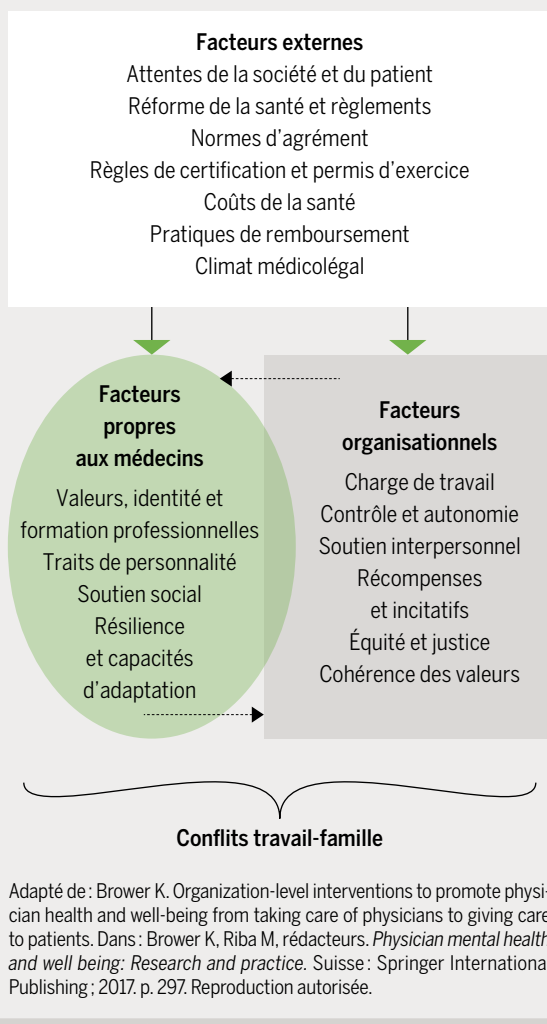 Facteurs externes
Attentes de la société et du patient
Réforme de la santé et règlements
Normes d'agrément
Règles de certification et permis d'exercice
Coûts de la santé
Pratiques de remboursement
Climat médicolégal
Facteurs
propres
aux médecins
Valeurs, identité et
formation professionnelles
Traits de personnalité
Soutien social
Résilience
et capacités
d'adaptation
Facteurs
organisationnels
Charge de travail
Contrôle et autonomie
Soutien interpersonnel
Récompenses
et incitatifs
Équité et justice
Cohérence des valeurs
Conflits travail-famille
Adapté de : Brower K. Organization-level interventions to promote physi-
cian health and well-being from taking care of physicians to giving care
to patients. Dans : Brower K, Riba M, rédacteurs. Physician mental health
and well being: Research and practice. Suisse : Springer Internationa
Publishing ; 2017. p. 297. Reproduction autorisée.